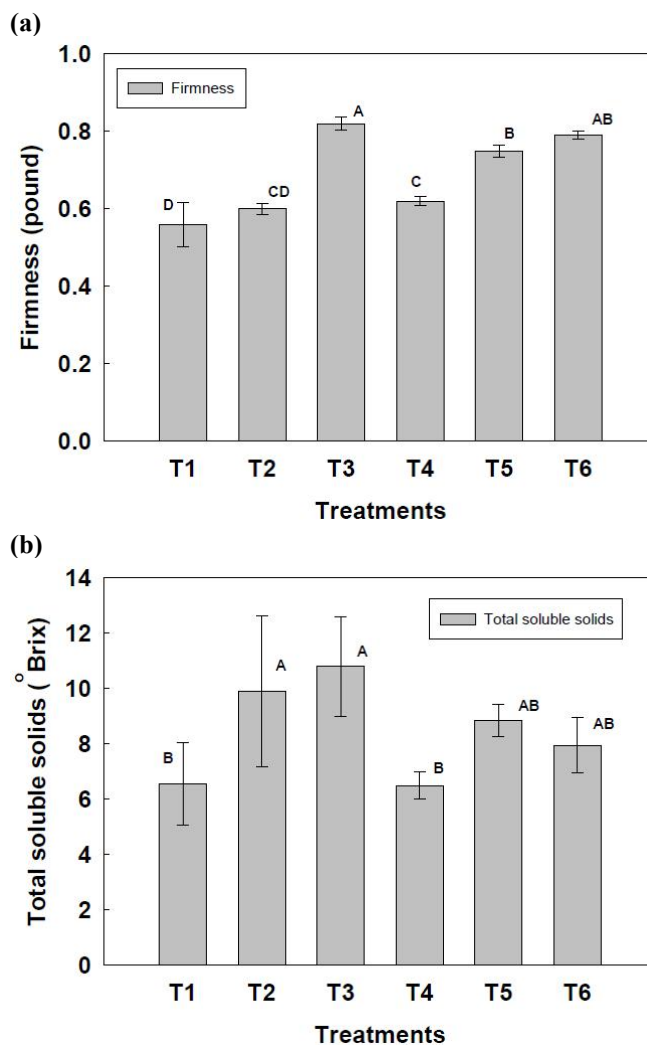 (a)
1.0
0.8
0.6
0.4
0.2
0.0
Firmness (pound)
Firmness
D
CD
A
C
B
AB
T1 T2 T3 T4 T5 T6
Treatments
(b)
14
12
10
8
6
4
2
0
Total soluble solids (°Brix)
Total soluble solids
B
A
A
B
AB
AB
T1 T2 T3 T4 T5 T6
Treatments